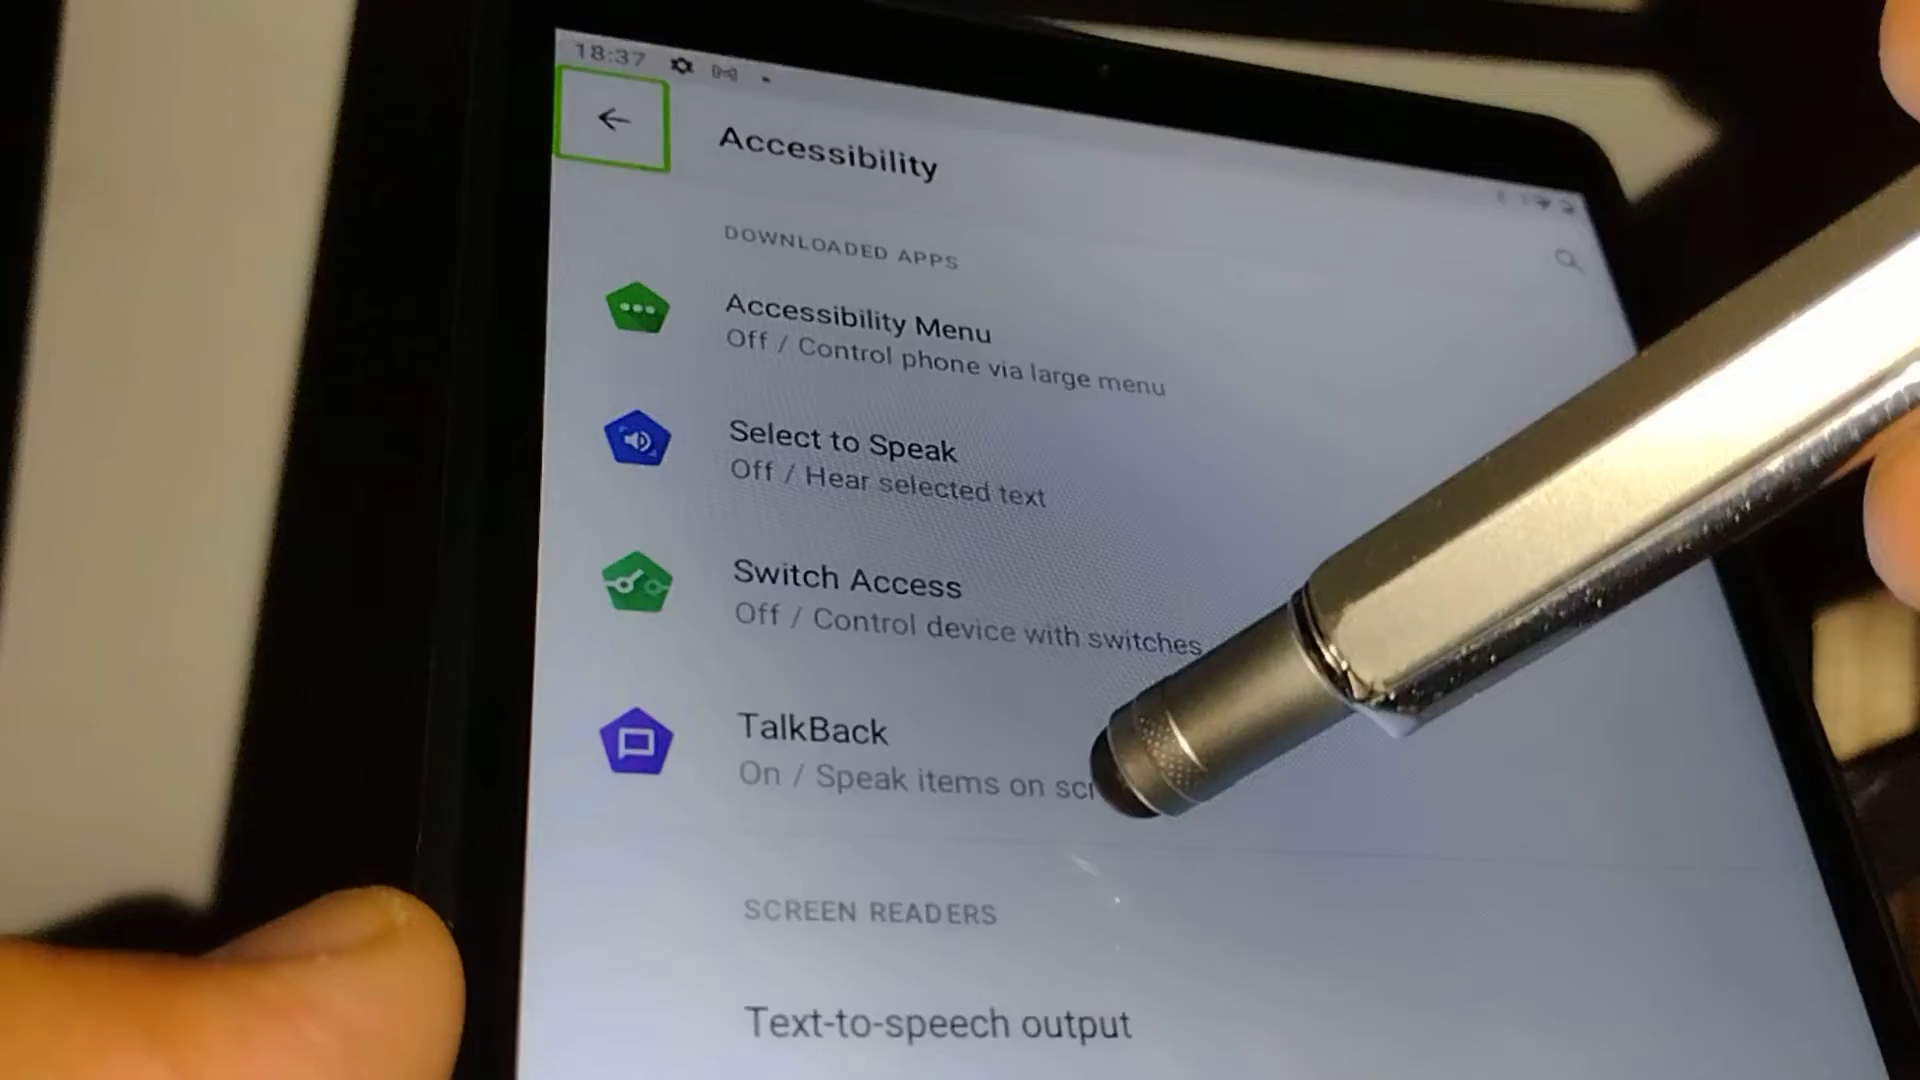 18:37
Accessibility
DOWNLOADED APPS
Accessibility Menu
Off / Control phone via large menu
Select to Speak
Off / Hear selected text
Switch Access
Off / Control device with switches
TalkBack
On / Speak items on scr
SCREEN READERS
Text-to-speech output